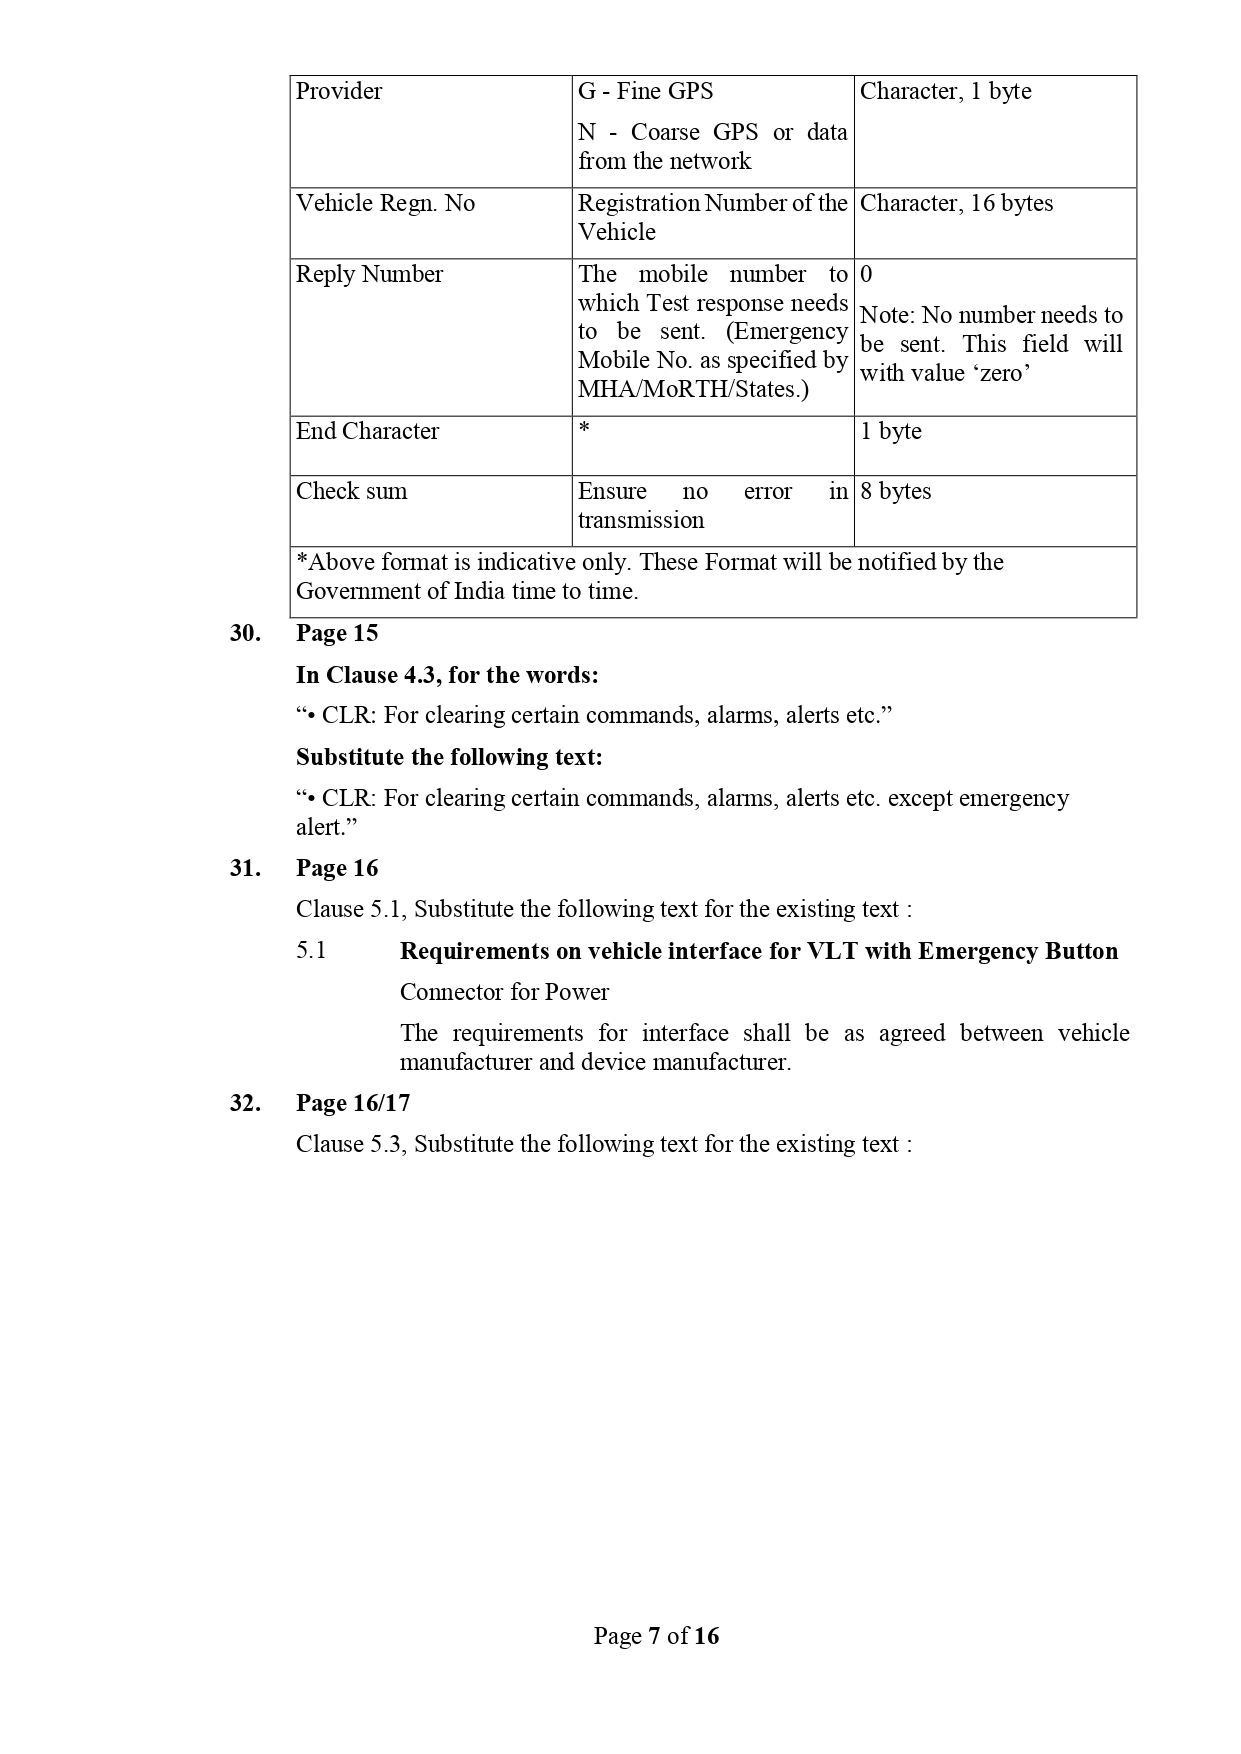 Provider
G - Fine GPS
Character, 1 byte
N - Coarse GPS or data
from the network
Vehicle Regn. No
Registration Number of the
Vehicle
Character, 16 bytes
Reply Number
The mobile number to
which Test response needs
to be sent. (Emergency
Mobile No. as specified by
MHA/MoRTH/States.)
0
Note: No number needs to
be sent. This field will
with value ‘zero’
End Character
*
1 byte
Check sum
Ensure no error in
transmission
8 bytes
*Above format is indicative only. These Format will be notified by the
Government of India time to time.
30. Page 15
In Clause 4.3, for the words:
“• CLR: For clearing certain commands, alarms, alerts etc.”
Substitute the following text:
“• CLR: For clearing certain commands, alarms, alerts etc. except emergency
alert.”
31. Page 16
Clause 5.1, Substitute the following text for the existing text :
5.1 Requirements on vehicle interface for VLT with Emergency Button
Connector for Power
The requirements for interface shall be as agreed between vehicle
manufacturer and device manufacturer.
32. Page 16/17
Clause 5.3, Substitute the following text for the existing text :
Page 7 of 16